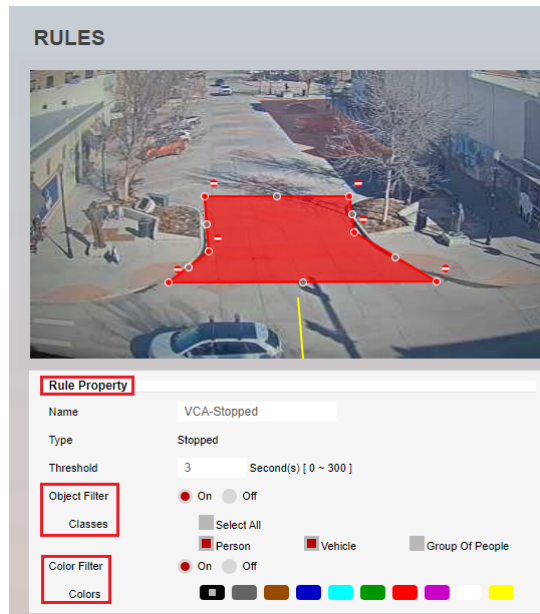 RULES
Rule Property
Name VCA-Stopped
Type Stopped
Threshold 3 Second(s) [ 0 ~ 300 ]
Object Filter On Off
Classes Select All
Person Vehicle Group Of People
Color Filter On Off
Colors